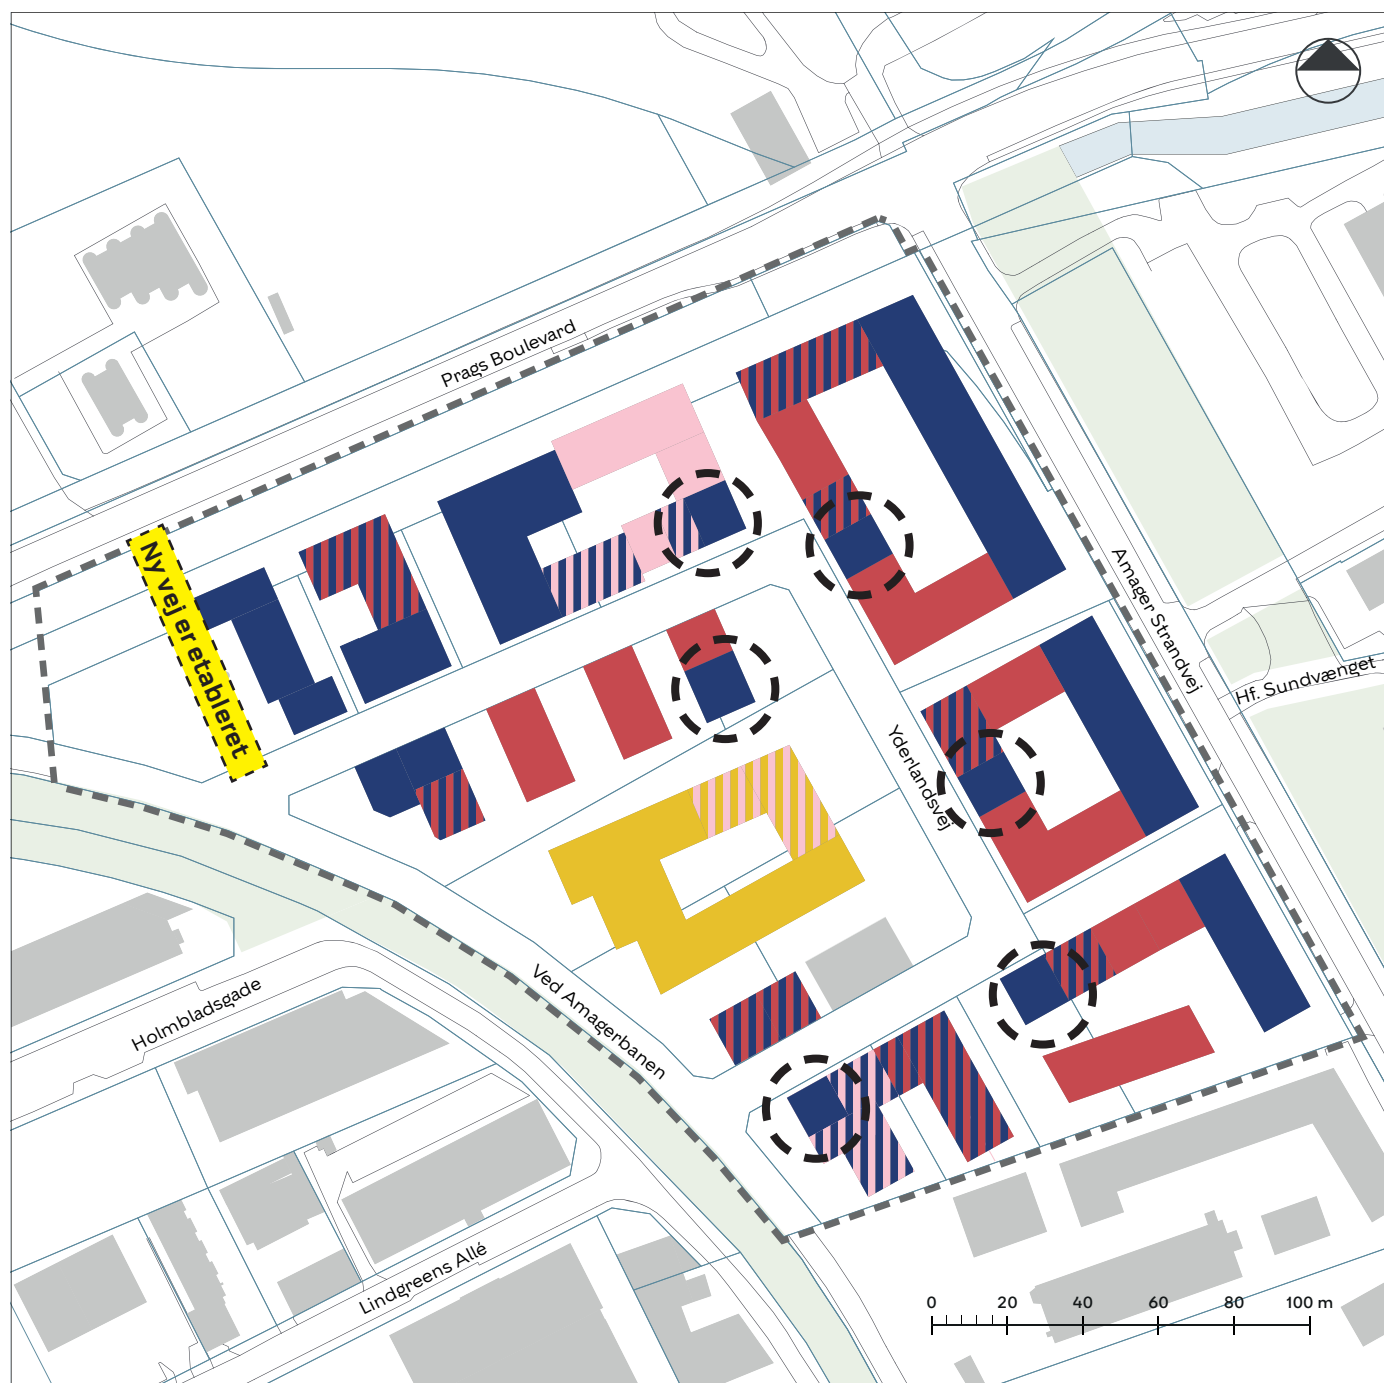 Prags Boulevard
Ny vej er etableret
Amager Strandvej
Hf. Sundvænget
Yderlandsvej
Ved Amagerbanen
Holmbladsgade
Lindgreens Allé
0 20 40 60 80 100 m